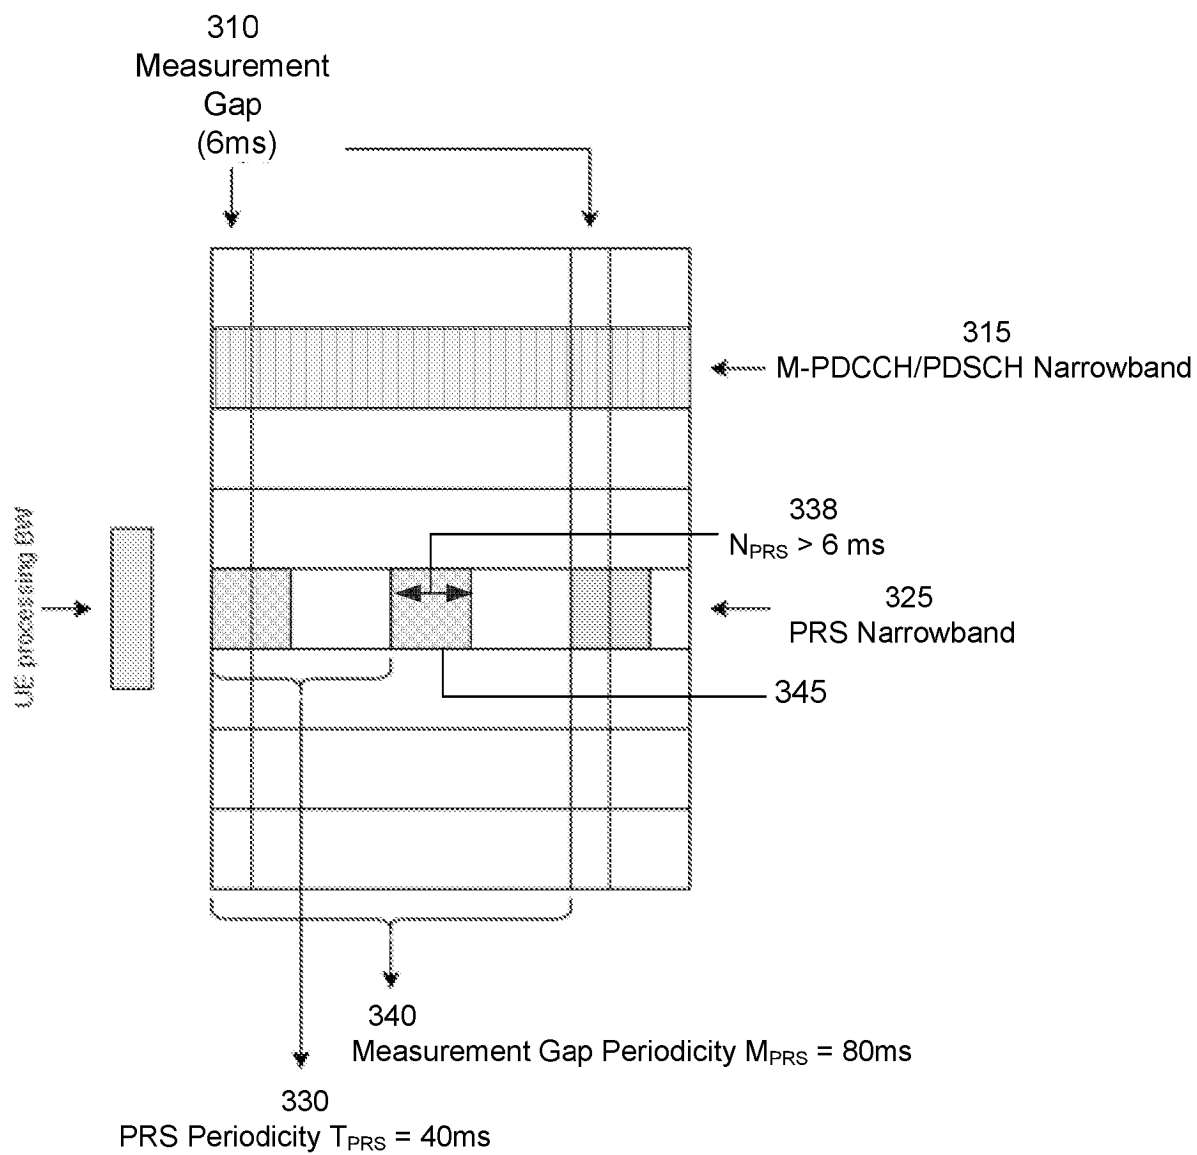 310
Measurement
Gap
(6ms)
315
M-PDCCH/PDSCH Narrowband
338
NPRS > 6 ms
UE processing BW
325
PRS Narrowband
345
340
Measurement Gap Periodicity MPRS = 80ms
330
PRS Periodicity TPRS = 40ms